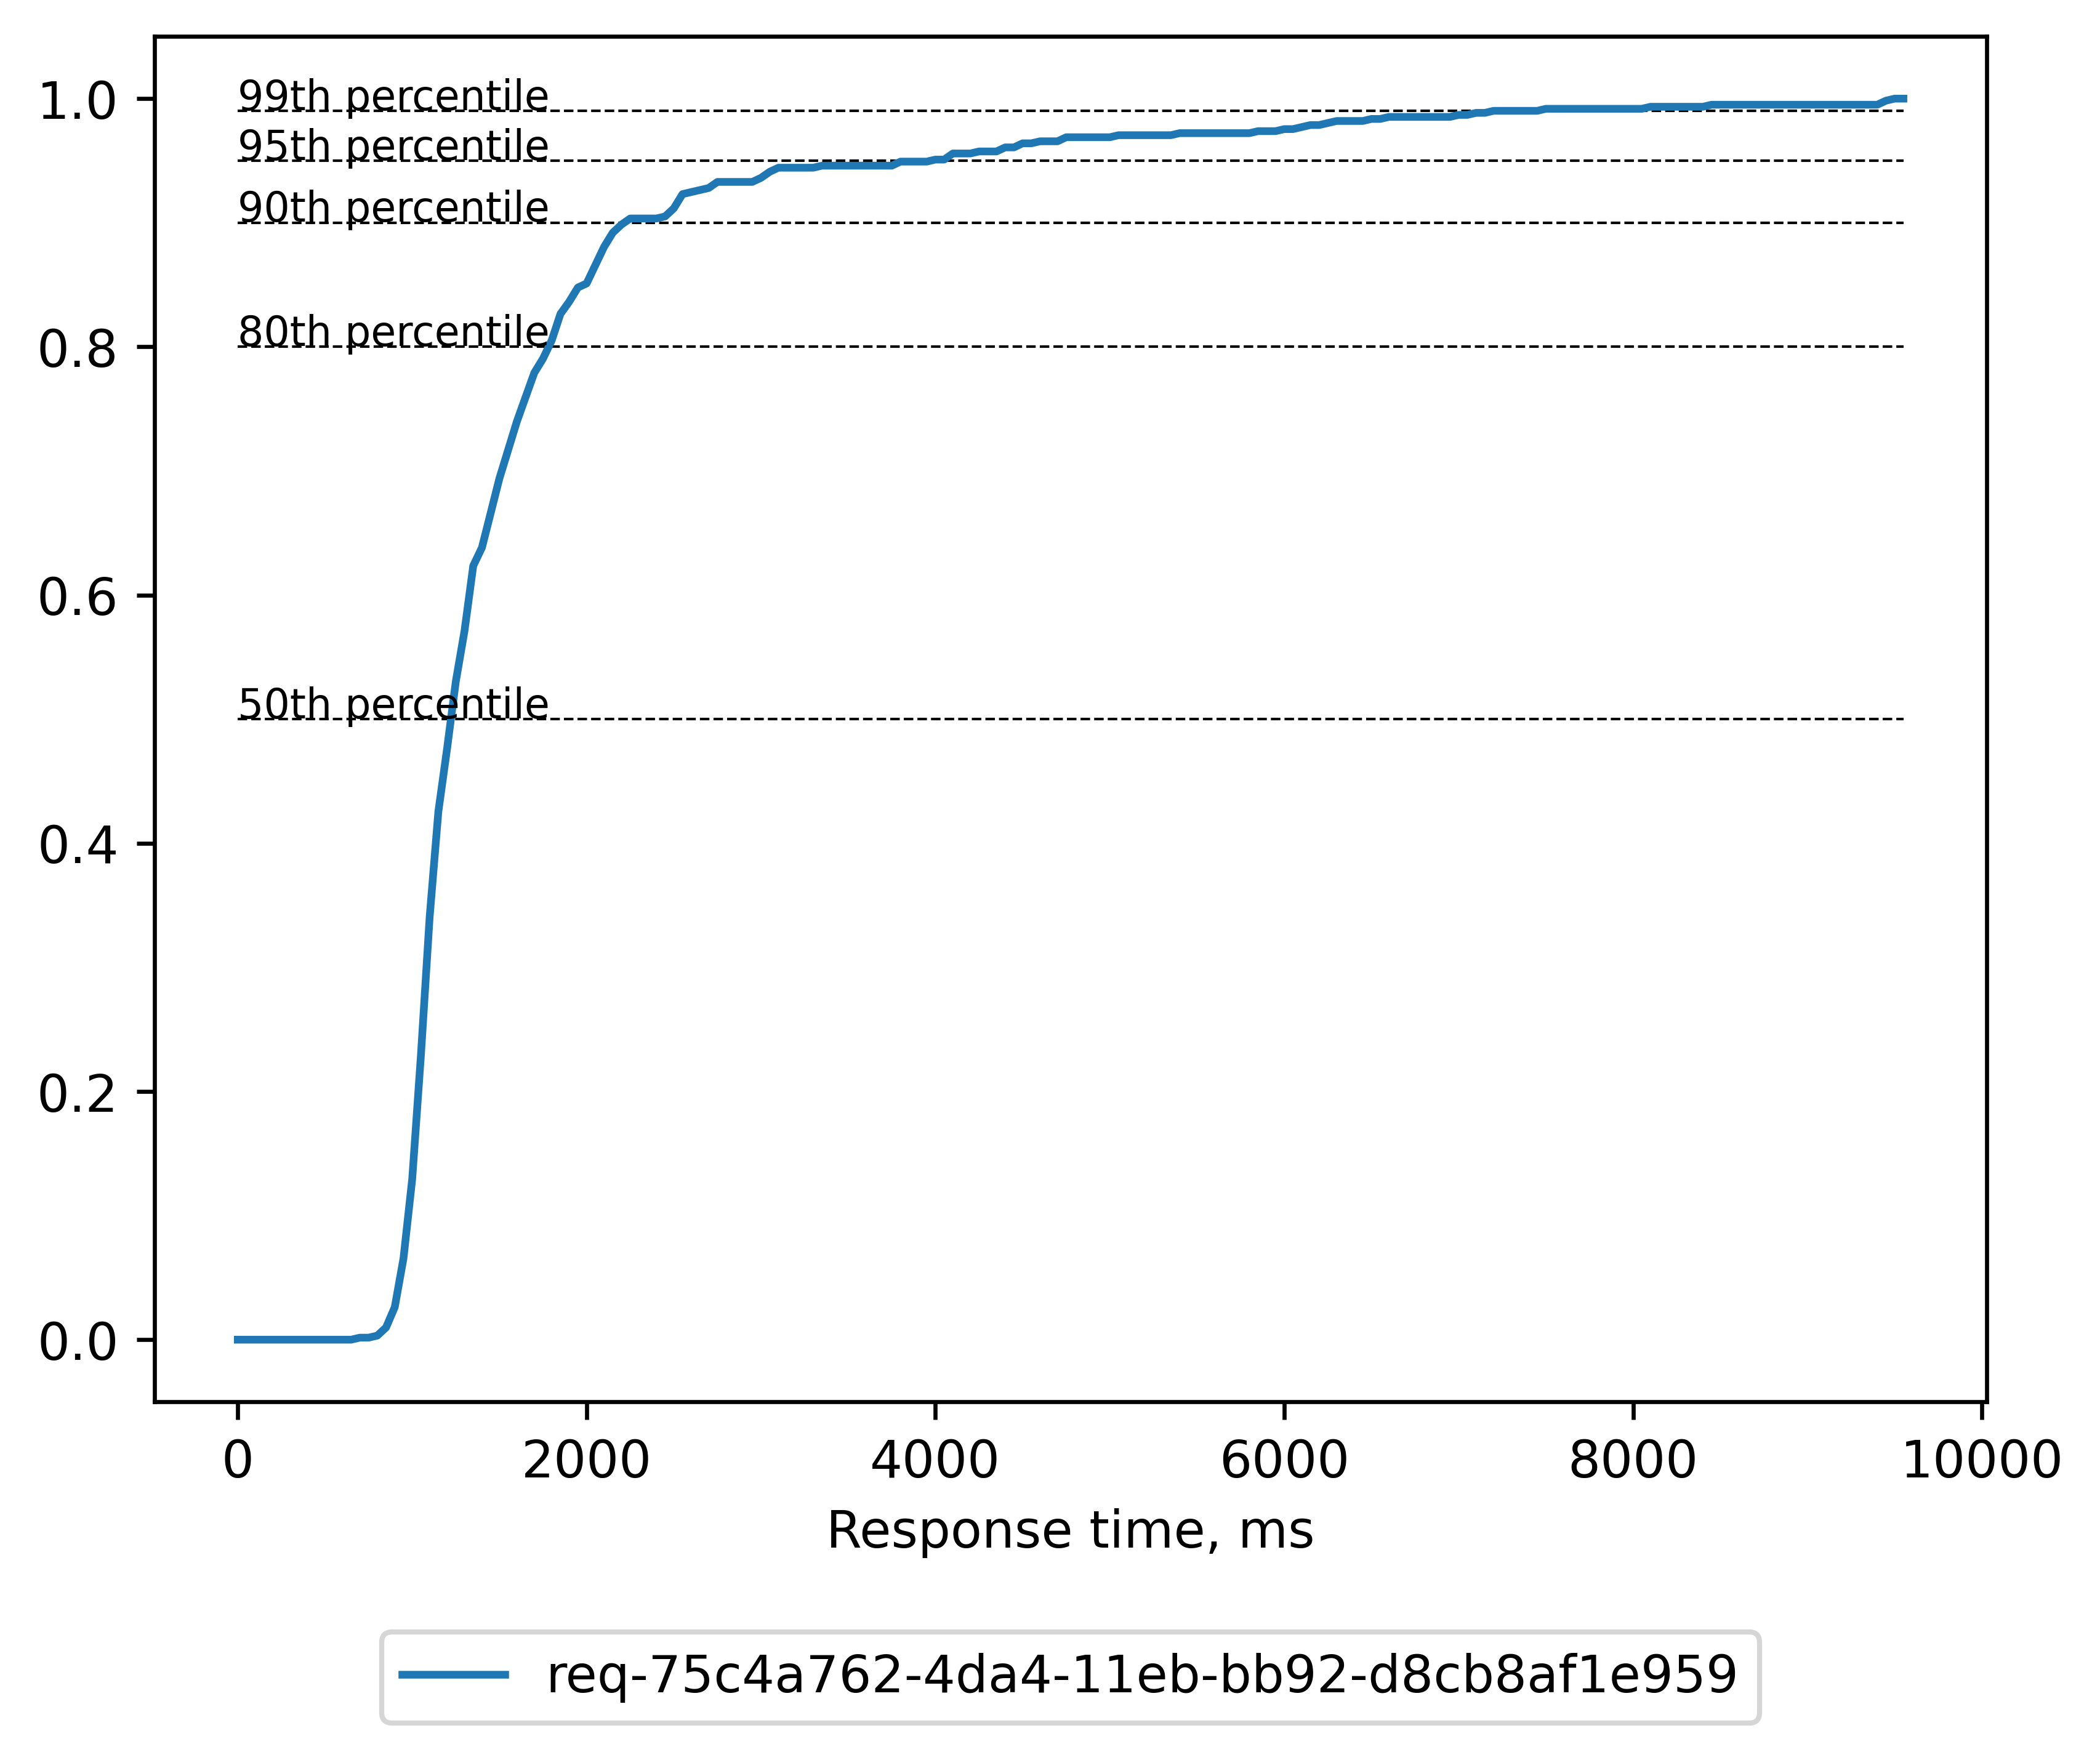 1.0
0.8
0.6
0.4
0.2
0.0
99th percentile
95th percentile
90th percentile
80th percentile
50th percentile
0 2000 4000 6000 8000 10000
Response time, ms
req-75c4a762-4da4-11eb-bb92-d8cb8af1e959